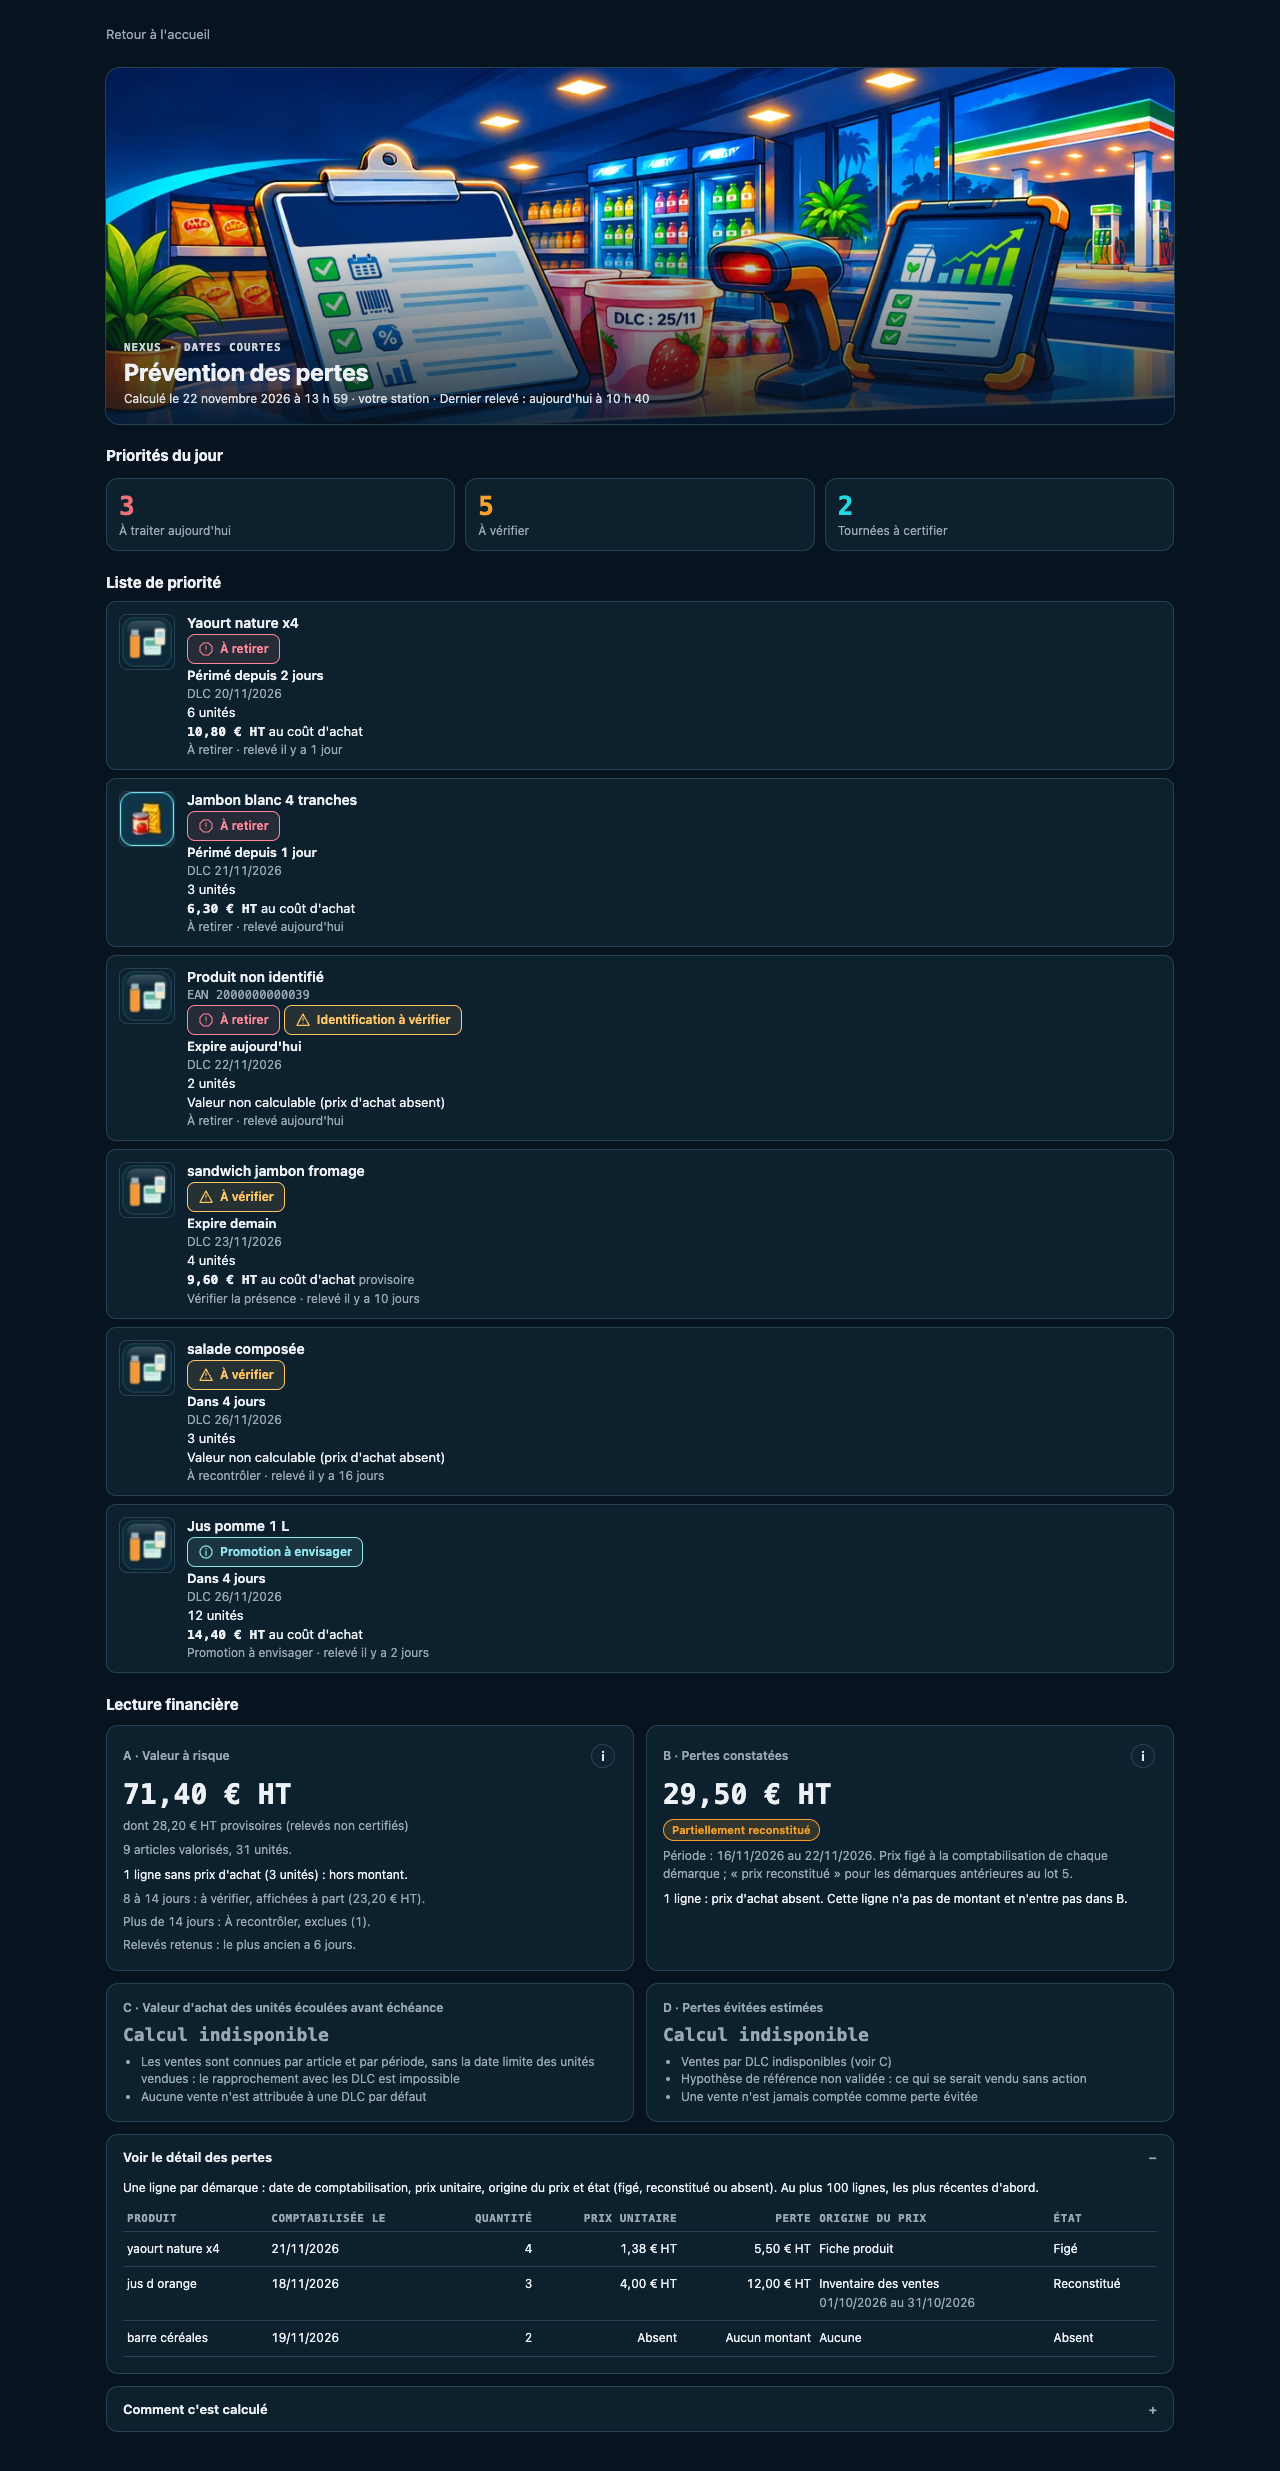 Retour à l'accueil
DLC : 25/11
NEXUS · DATES COURTES
Prévention des pertes
Calculé le 22 novembre 2026 à 13 h 59 · votre station · Dernier relevé : aujourd'hui à 10 h 40
Priorités du jour
3
À traiter aujourd'hui
5
À vérifier
2
Tournées à certifier
Liste de priorité
Yaourt nature x4
À retirer
Périmé depuis 2 jours
DLC 20/11/2026
6 unités
10,80 € HT au coût d'achat
À retirer · relevé il y a 1 jour
Jambon blanc 4 tranches
À retirer
Périmé depuis 1 jour
DLC 21/11/2026
3 unités
6,30 € HT au coût d'achat
À retirer · relevé aujourd'hui
Produit non identifié
EAN 2000000000039
À retirer
Identification à vérifier
Expire aujourd'hui
DLC 22/11/2026
2 unités
Valeur non calculable (prix d'achat absent)
À retirer · relevé aujourd'hui
sandwich jambon fromage
À vérifier
Expire demain
DLC 23/11/2026
4 unités
9,60 € HT au coût d'achat provisoire
Vérifier la présence · relevé il y a 10 jours
salade composée
À vérifier
Dans 4 jours
DLC 26/11/2026
3 unités
Valeur non calculable (prix d'achat absent)
À recontrôler · relevé il y a 16 jours
Jus pomme 1 L
Promotion à envisager
Dans 4 jours
DLC 26/11/2026
12 unités
14,40 € HT au coût d'achat
Promotion à envisager · relevé il y a 2 jours
Lecture financière
A · Valeur à risque
i
71,40 € HT
dont 28,20 € HT provisoires (relevés non certifiés)
9 articles valorisés, 31 unités.
1 ligne sans prix d'achat (3 unités) : hors montant.
8 à 14 jours : à vérifier, affichées à part (23,20 € HT).
Plus de 14 jours : À recontrôler, exclues (1).
Relevés retenus : le plus ancien a 6 jours.
B · Pertes constatées
i
29,50 € HT
Partiellement reconstitué
Période : 16/11/2026 au 22/11/2026. Prix figé à la comptabilisation de chaque
démarque ; « prix reconstitué » pour les démarques antérieures au lot 5.
1 ligne : prix d'achat absent. Cette ligne n'a pas de montant et n'entre pas dans B.
C · Valeur d'achat des unités écoulées avant échéance
Calcul indisponible
• Les ventes sont connues par article et par période, sans la date limite des unités
vendues : le rapprochement avec les DLC est impossible
• Aucune vente n'est attribuée à une DLC par défaut
D · Pertes évitées estimées
Calcul indisponible
• Ventes par DLC indisponibles (voir C)
• Hypothèse de référence non validée : ce qui se serait vendu sans action
• Une vente n'est jamais comptée comme perte évitée
Voir le détail des pertes −
Une ligne par démarque : date de comptabilisation, prix unitaire, origine du prix et état (figé, reconstitué ou absent). Au plus 100 lignes, les plus récentes d'abord.
PRODUIT COMPTABILISÉE LE QUANTITÉ PRIX UNITAIRE PERTE ORIGINE DU PRIX ÉTAT
yaourt nature x4 21/11/2026 4 1,38 € HT 5,50 € HT Fiche produit Figé
jus d orange 18/11/2026 3 4,00 € HT 12,00 € HT Inventaire des ventes Reconstitué
01/10/2026 au 31/10/2026
barre céréales 19/11/2026 2 Absent Aucun montant Aucune Absent
Comment c'est calculé +